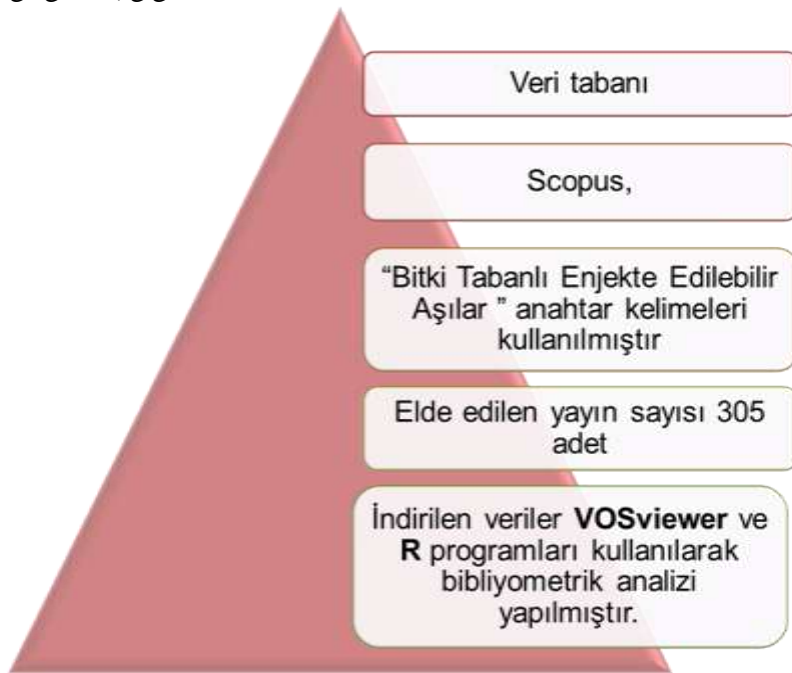 Veri tabanı
Scopus,
“Bitki Tabanlı Enjekte Edilebilir
Aşılar ” anahtar kelimeleri
kullanılmıştır
Elde edilen yayın sayısı 305
adet
İndirilen veriler VOSviewer ve
R programları kullanılarak
bibliyometrik analizi
yapılmıştır.